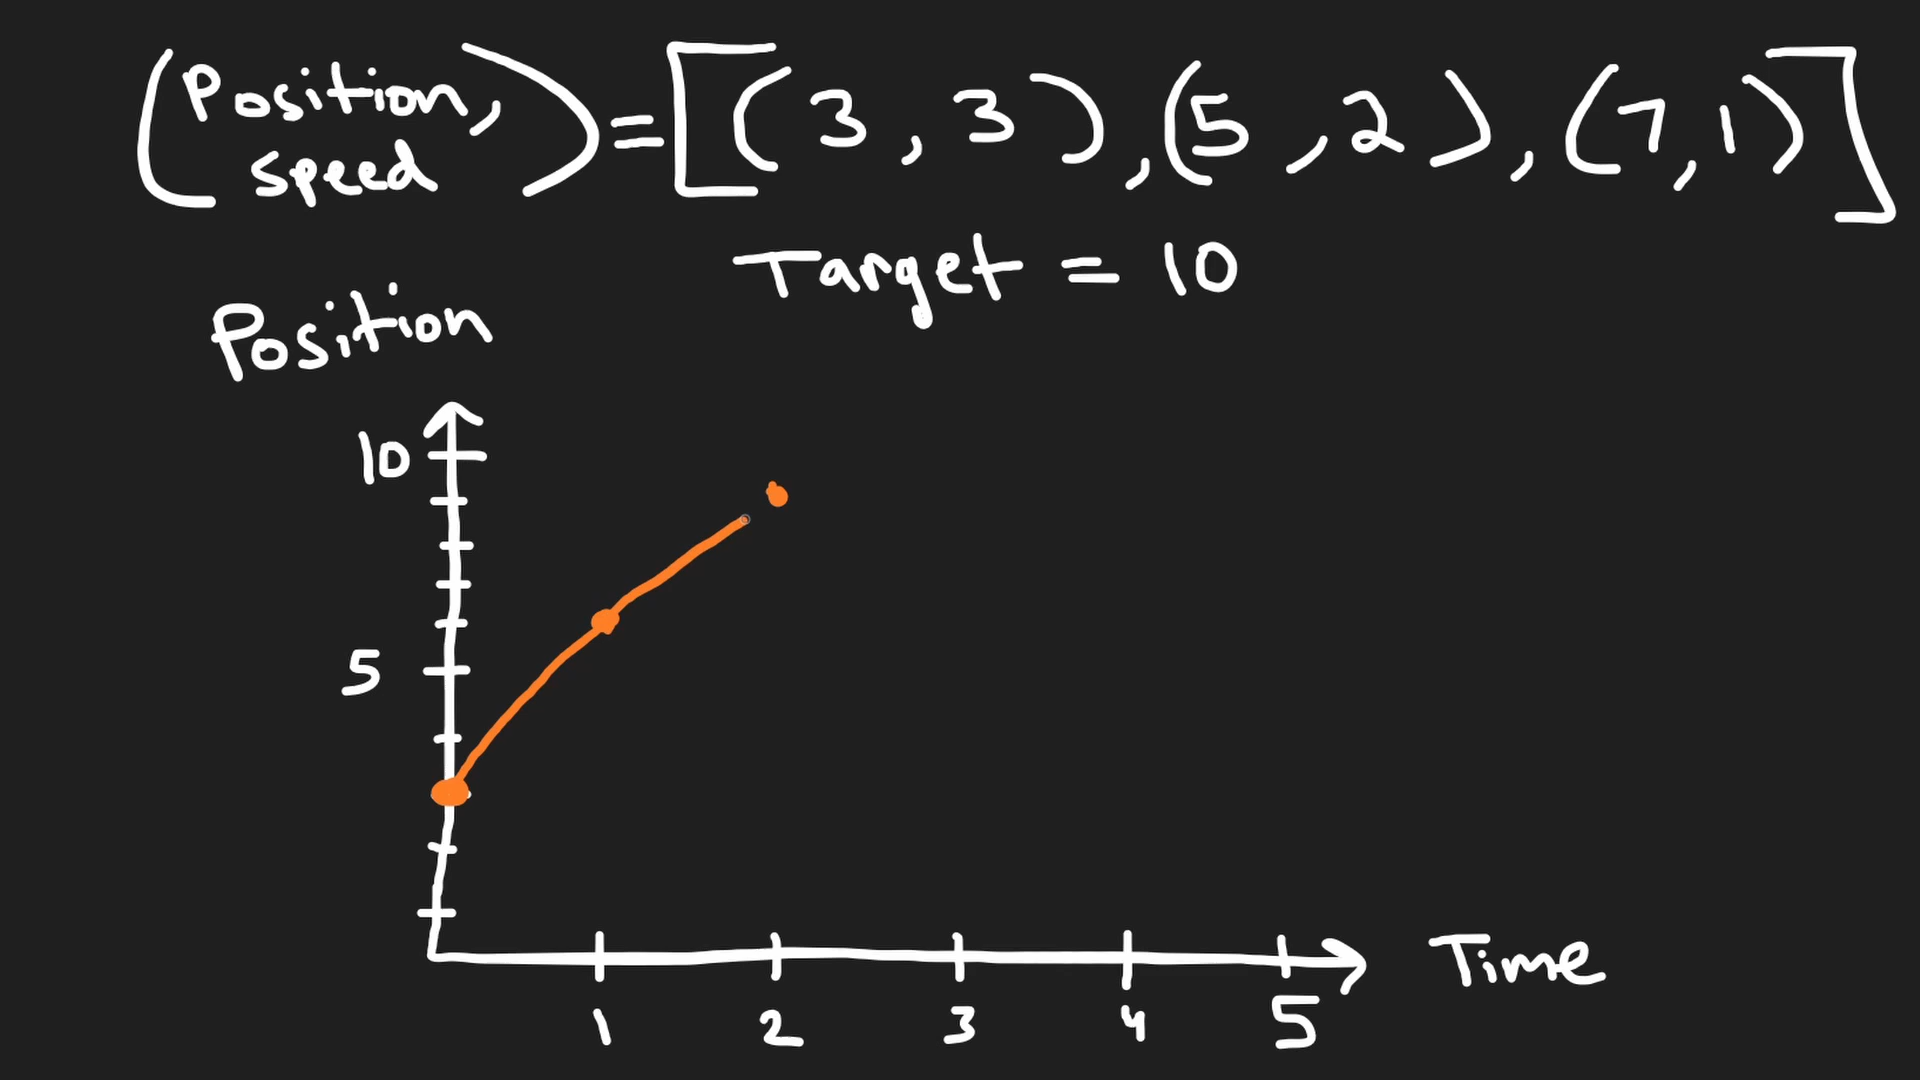 (Position, speed) = [(3, 3), (5, 2), (7, 1)]
Target = 10
Position
10
5
Time
1 2 3 4 5